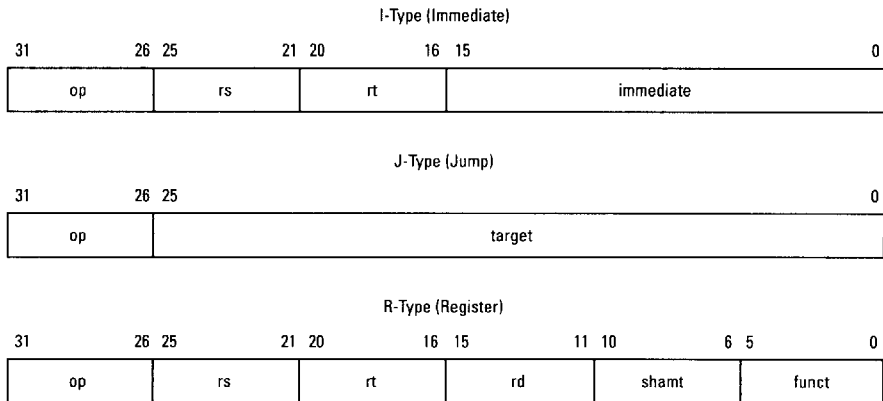 I-Type (Immediate)
31 26 25 21 20 16 15 0
op rs rt immediate
J-Type (Jump)
31 26 25 0
op target
R-Type (Register)
31 26 25 21 20 16 15 11 10 6 5 0
op rs rt rd shamt funct